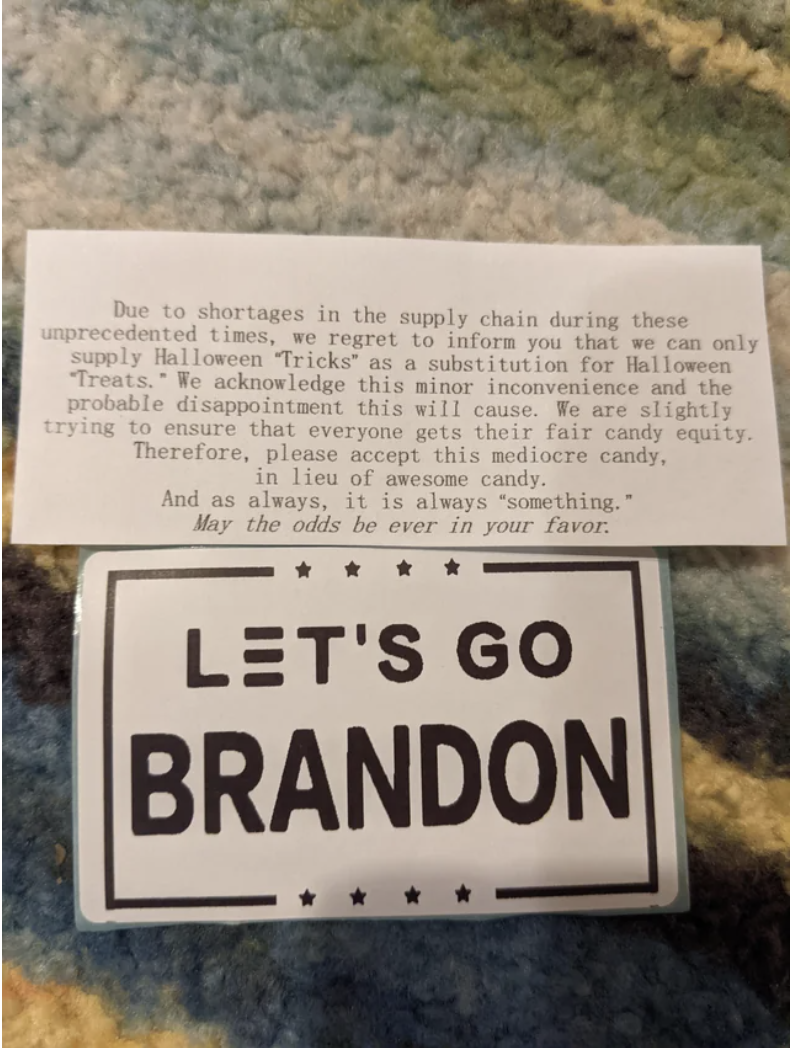 Due to shortages in the supply chain during these
unprecedented times, we regret to inform you that we can only
supply Halloween "Tricks" as a substitution for Halloween
"Treats." We acknowledge this minor inconvenience and the
probable disappointment this will cause. We are slightly
trying to ensure that everyone gets their fair candy equity.
Therefore, please accept this mediocre candy,
in lieu of awesome candy.
And as always, it is always "something."
May the odds be ever in your favor.
LET'S GO
BRANDON